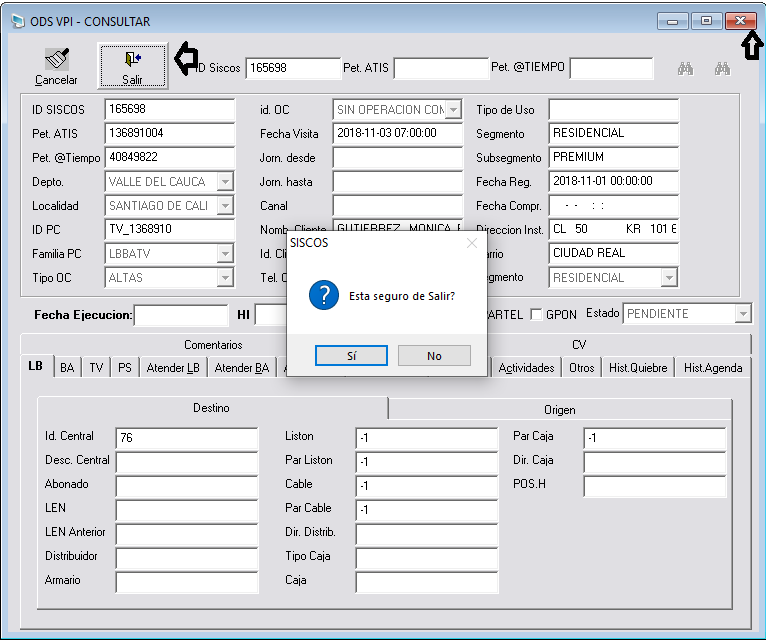 ODS VPI - CONSULTAR
Cancelar
Salir
ID Siscos 165698 Pet. ATIS Pet. @TIEMPO
ID SISCOS 165698 id. OC SIN OPERACION COM Tipo de Uso
Pet. ATIS 136891004 Fecha Visita 2018-11-03 07:00:00 Segmento RESIDENCIAL
Pet. @Tiempo 40849822 Jorn. desde Subsegmento PREMIUM
Depto. VALLE DEL CAUCA Jorn. hasta Fecha Reg. 2018-11-01 00:00:00
Localidad SANTIAGO DE CALI Canal Fecha Compr. - - : :
ID PC TV_1368910 Nomb. Cliente GUTIERREZ MONICA Direccion Inst. CL 50 KR 101 6
Familia PC LBBATV Id. Cli CIUDAD REAL
Tipo OC ALTAS Tel. RESIDENCIAL
SISCOS
Esta seguro de Salir?
Sí No
Fecha Ejecucion: HI ARTEL GPON Estado PENDIENTE
Comentarios CV
LB BA TV PS Atender LB Atender BA Actividades Otros Hist.Quiebre Hist.Agenda
Destino Origen
Id. Central 76 Liston -1 Par Caja -1
Desc. Central Par Liston -1 Dir. Caja
Abonado Cable -1 POS.H
LEN Par Cable -1
LEN Anterior Dir. Distrib.
Distribuidor Tipo Caja
Armario Caja